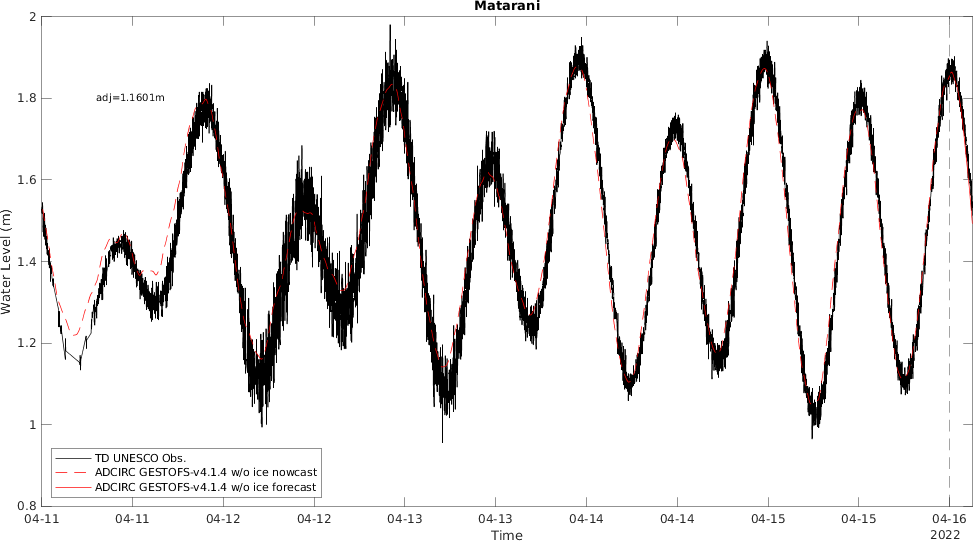 Matarani
2
1.8
1.6
1.4
1.2
1
0.8
Water Level (m)
adj=1.1601m
TD UNESCO Obs.
ADCIRC GESTOFS-v4.1.4 w/o ice nowcast
ADCIRC GESTOFS-v4.1.4 w/o ice forecast
04-11 04-11 04-12 04-12 04-13 04-13 04-14 04-14 04-15 04-15 04-16
Time
2022